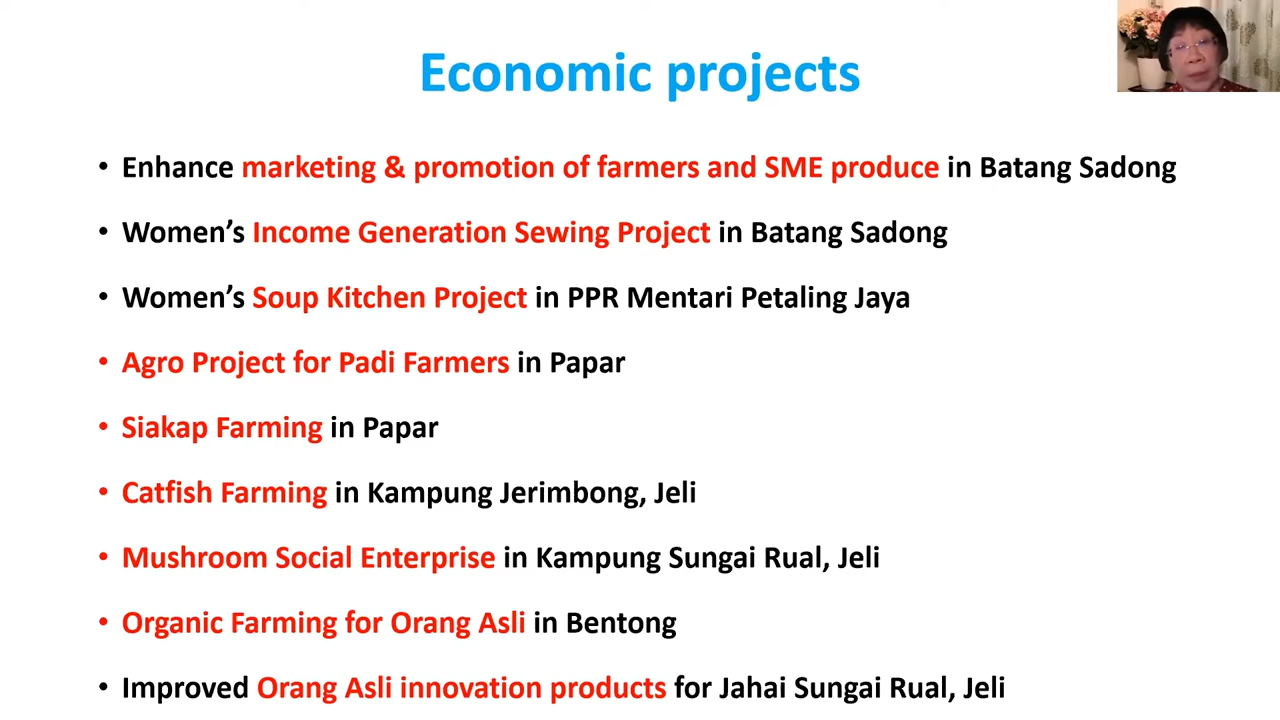 Economic projects
• Enhance marketing & promotion of farmers and SME produce in Batang Sadong
• Women’s Income Generation Sewing Project in Batang Sadong
• Women’s Soup Kitchen Project in PPR Mentari Petaling Jaya
• Agro Project for Padi Farmers in Papar
• Siakap Farming in Papar
• Catfish Farming in Kampung Jerimbong, Jeli
• Mushroom Social Enterprise in Kampung Sungai Rual, Jeli
• Organic Farming for Orang Asli in Bentong
• Improved Orang Asli innovation products for Jahai Sungai Rual, Jeli